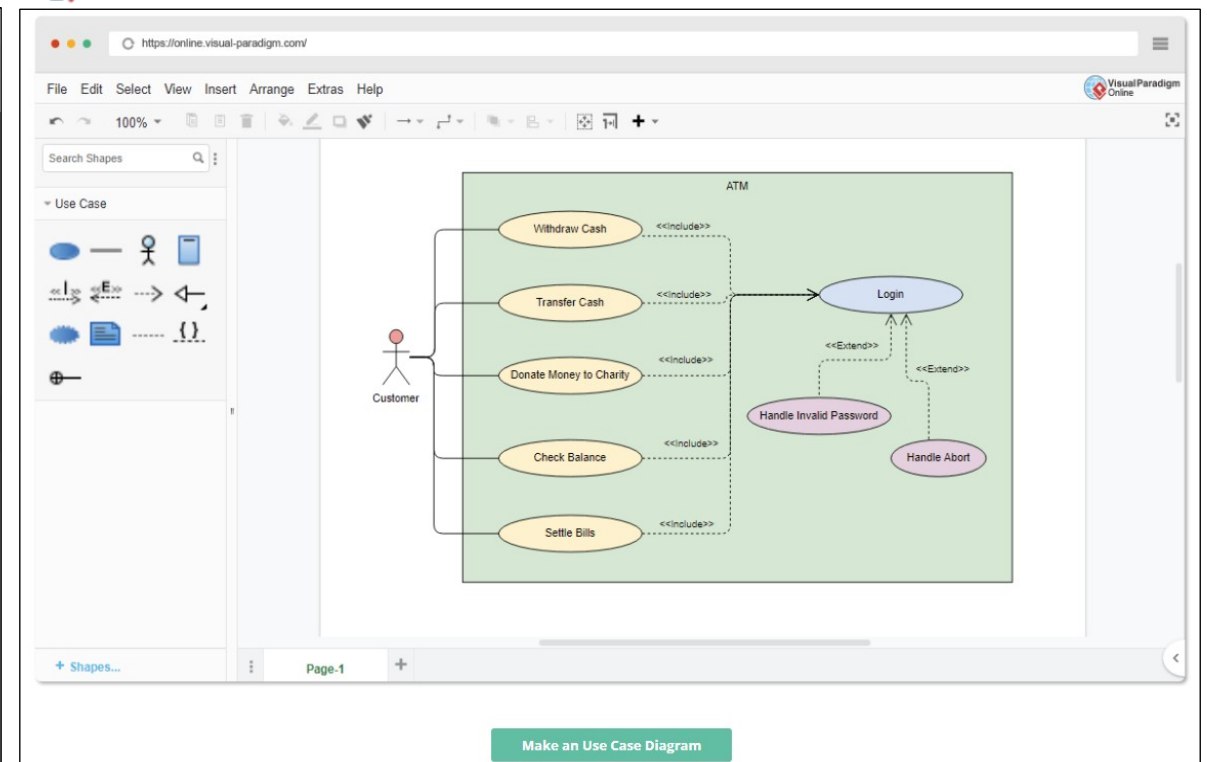 https://online.visual-paradigm.com/
File Edit Select View Insert Arrange Extras Help
VisualParadigm
Online
100%
Search Shapes
Use Case
<<I>> <<E>>
{ }
ATM
Withdraw Cash
<<Include>>
Transfer Cash
<<Include>>
Login
Donate Money to Charity
<<Include>>
<<Extend>>
<<Extend>>
Customer
Handle Invalid Password
Check Balance
<<Include>>
Handle Abort
Settle Bills
<<Include>>
+ Shapes...
Page-1
+
Make an Use Case Diagram